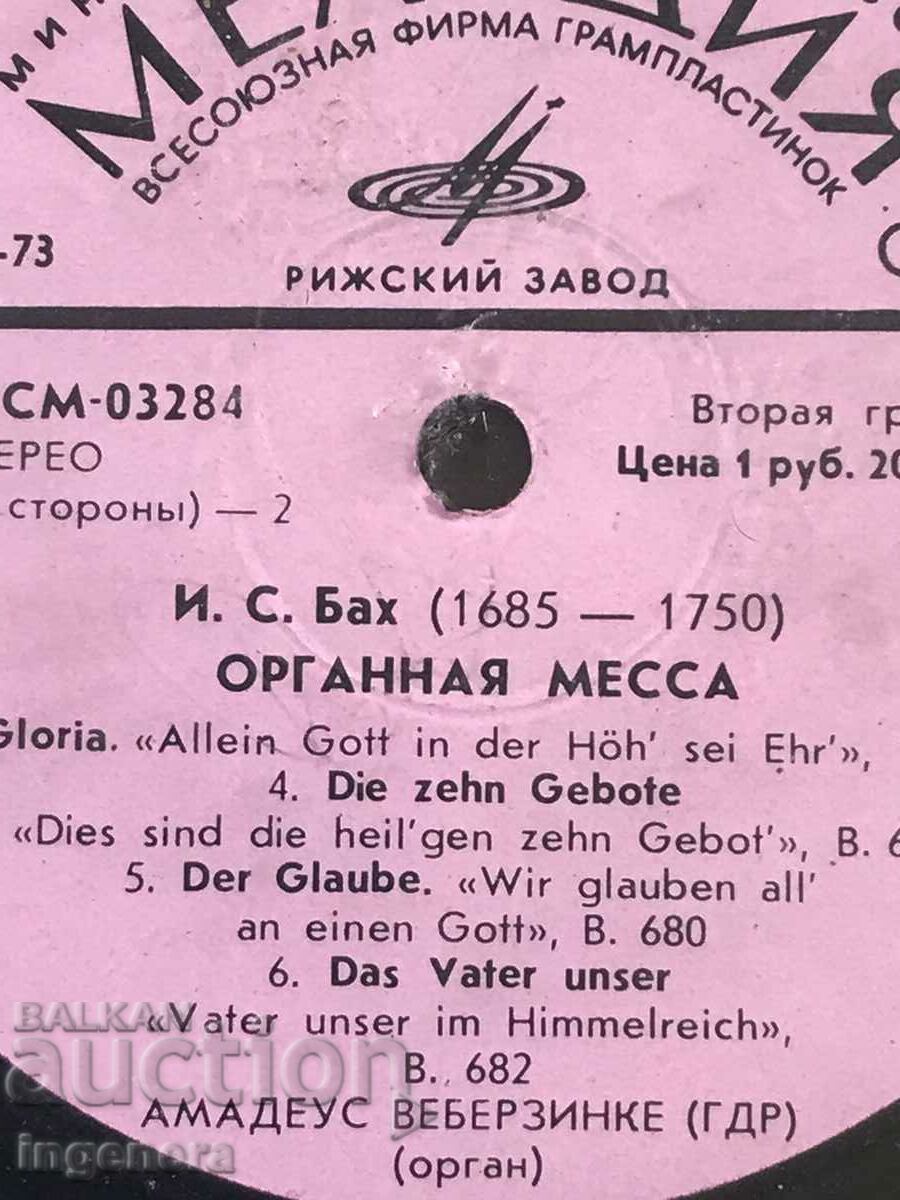 МИН
МЕЛОДИЯ
ВСЕСОЮЗНАЯ ФИРМА ГРАМПЛАСТИНОК
-73
РИЖСКИЙ ЗАВОД
СМ-03284
Вторая гр
ЕРЕО
Цена 1 руб. 20
стороны) — 2
И. С. Бах (1685 — 1750)
ОРГАННАЯ МЕССА
Gloria. «Allein Gott in der Höh' sei Ehr'»,
4. Die zehn Gebote
«Dies sind die heil'gen zehn Gebot'», B. 6
5. Der Glaube. «Wir glauben all'
an einen Gott», B. 680
6. Das Vater unser
«Vater unser im Himmelreich»,
B. 682
АМАДЕУС ВЕБЕРЗИНКЕ (ГДР)
(орган)
BALKAN
auction
ingenera